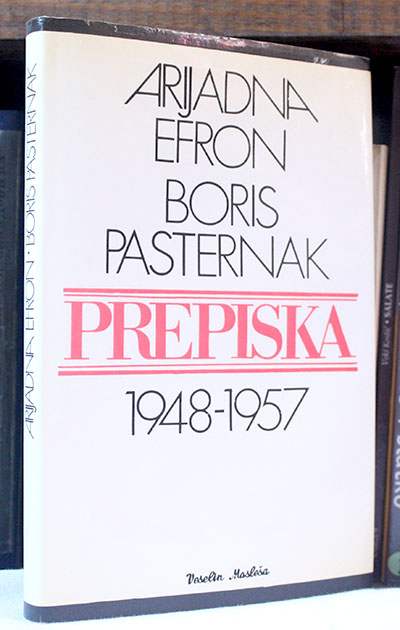 ARIJADNA
EFRON
BORIS
PASTERNAK
PREPISKA
1948-1957
Veselin Masleša
ARIJADNA EFRON · BORIS PASTERNAK
SALATE